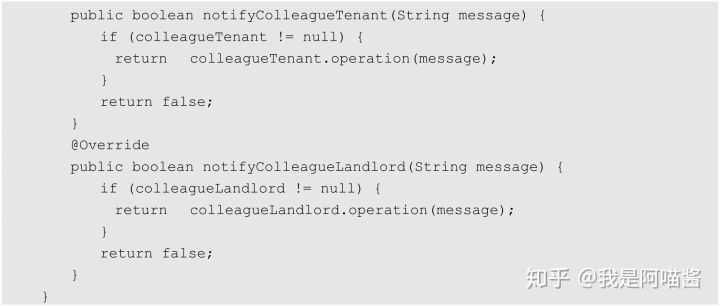 public boolean notifyColleagueTenant(String message) {
if (colleagueTenant != null) {
return colleagueTenant.operation(message);
}
return false;
}
@Override
public boolean notifyColleagueLandlord(String message) {
if (colleagueLandlord != null) {
return colleagueLandlord.operation(message);
}
return false;
}
}
知乎 @我是阿喵酱